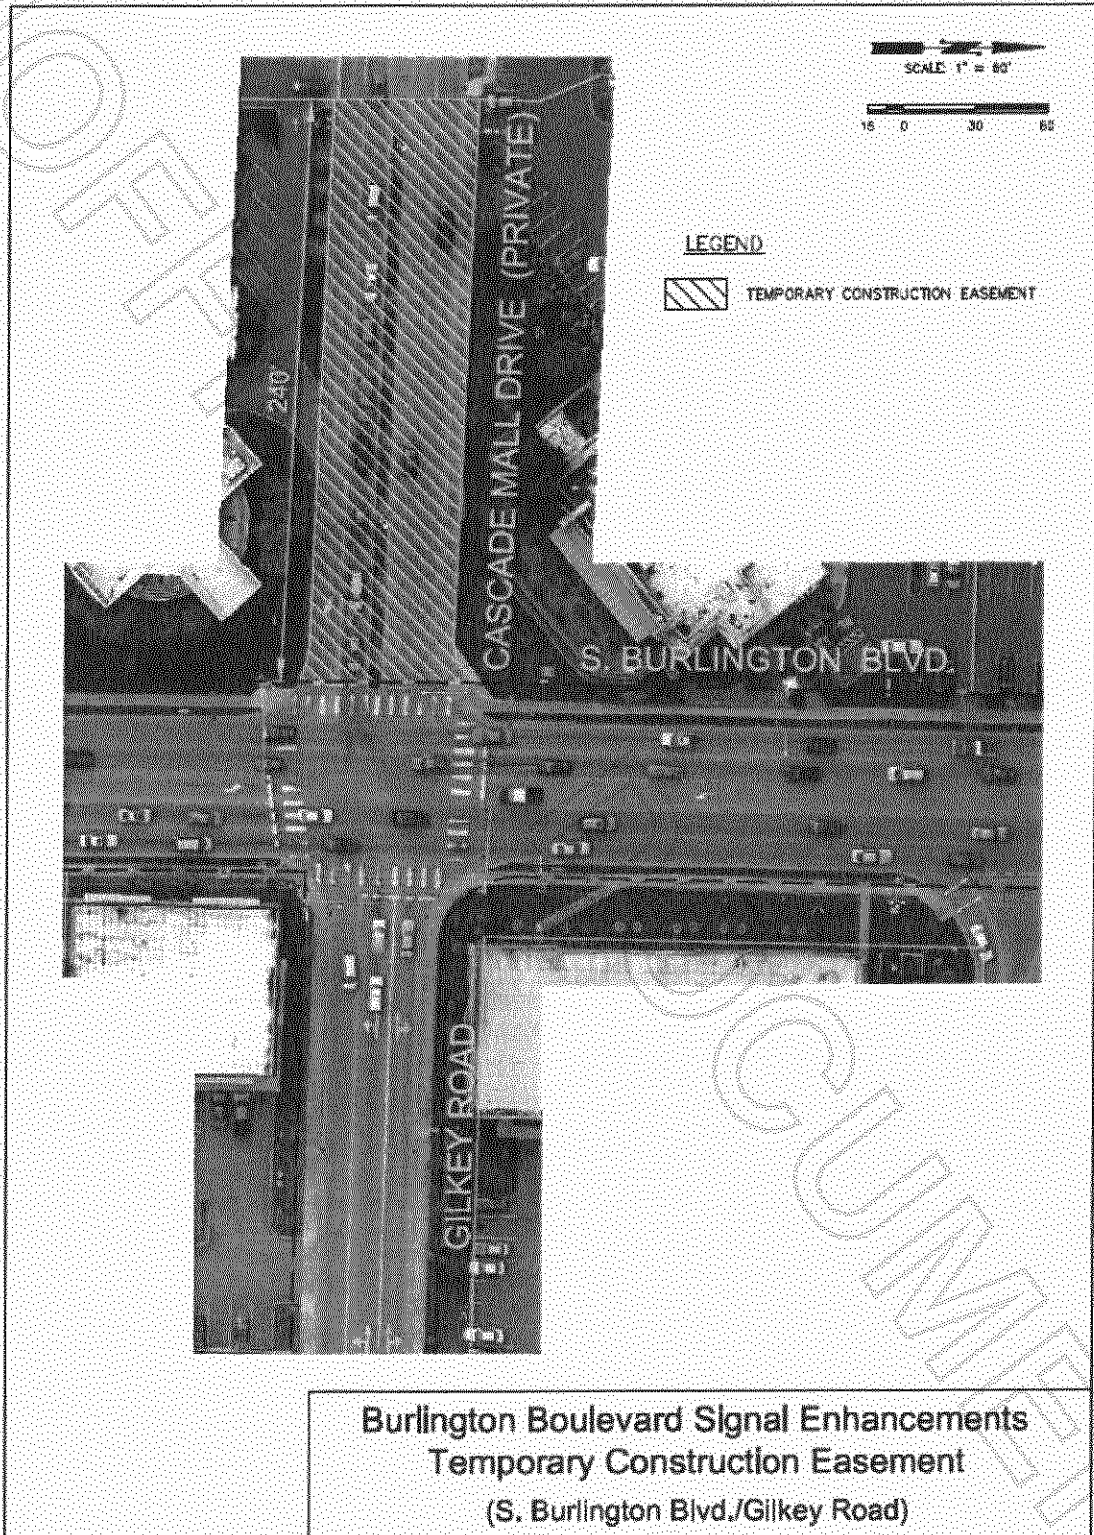 SCALE: 1" = 60'
15 0 30 60
LEGEND
TEMPORARY CONSTRUCTION EASEMENT
240'
CASCADE MALL DRIVE (PRIVATE)
S. BURLINGTON BLVD.
GILKEY ROAD
Burlington Boulevard Signal Enhancements
Temporary Construction Easement
(S. Burlington Blvd./Gilkey Road)